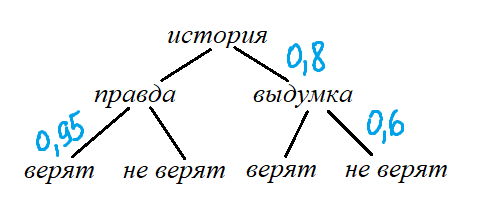 история
0,8
правда выдумка
0,95 0,6
верят не верят верят не верят